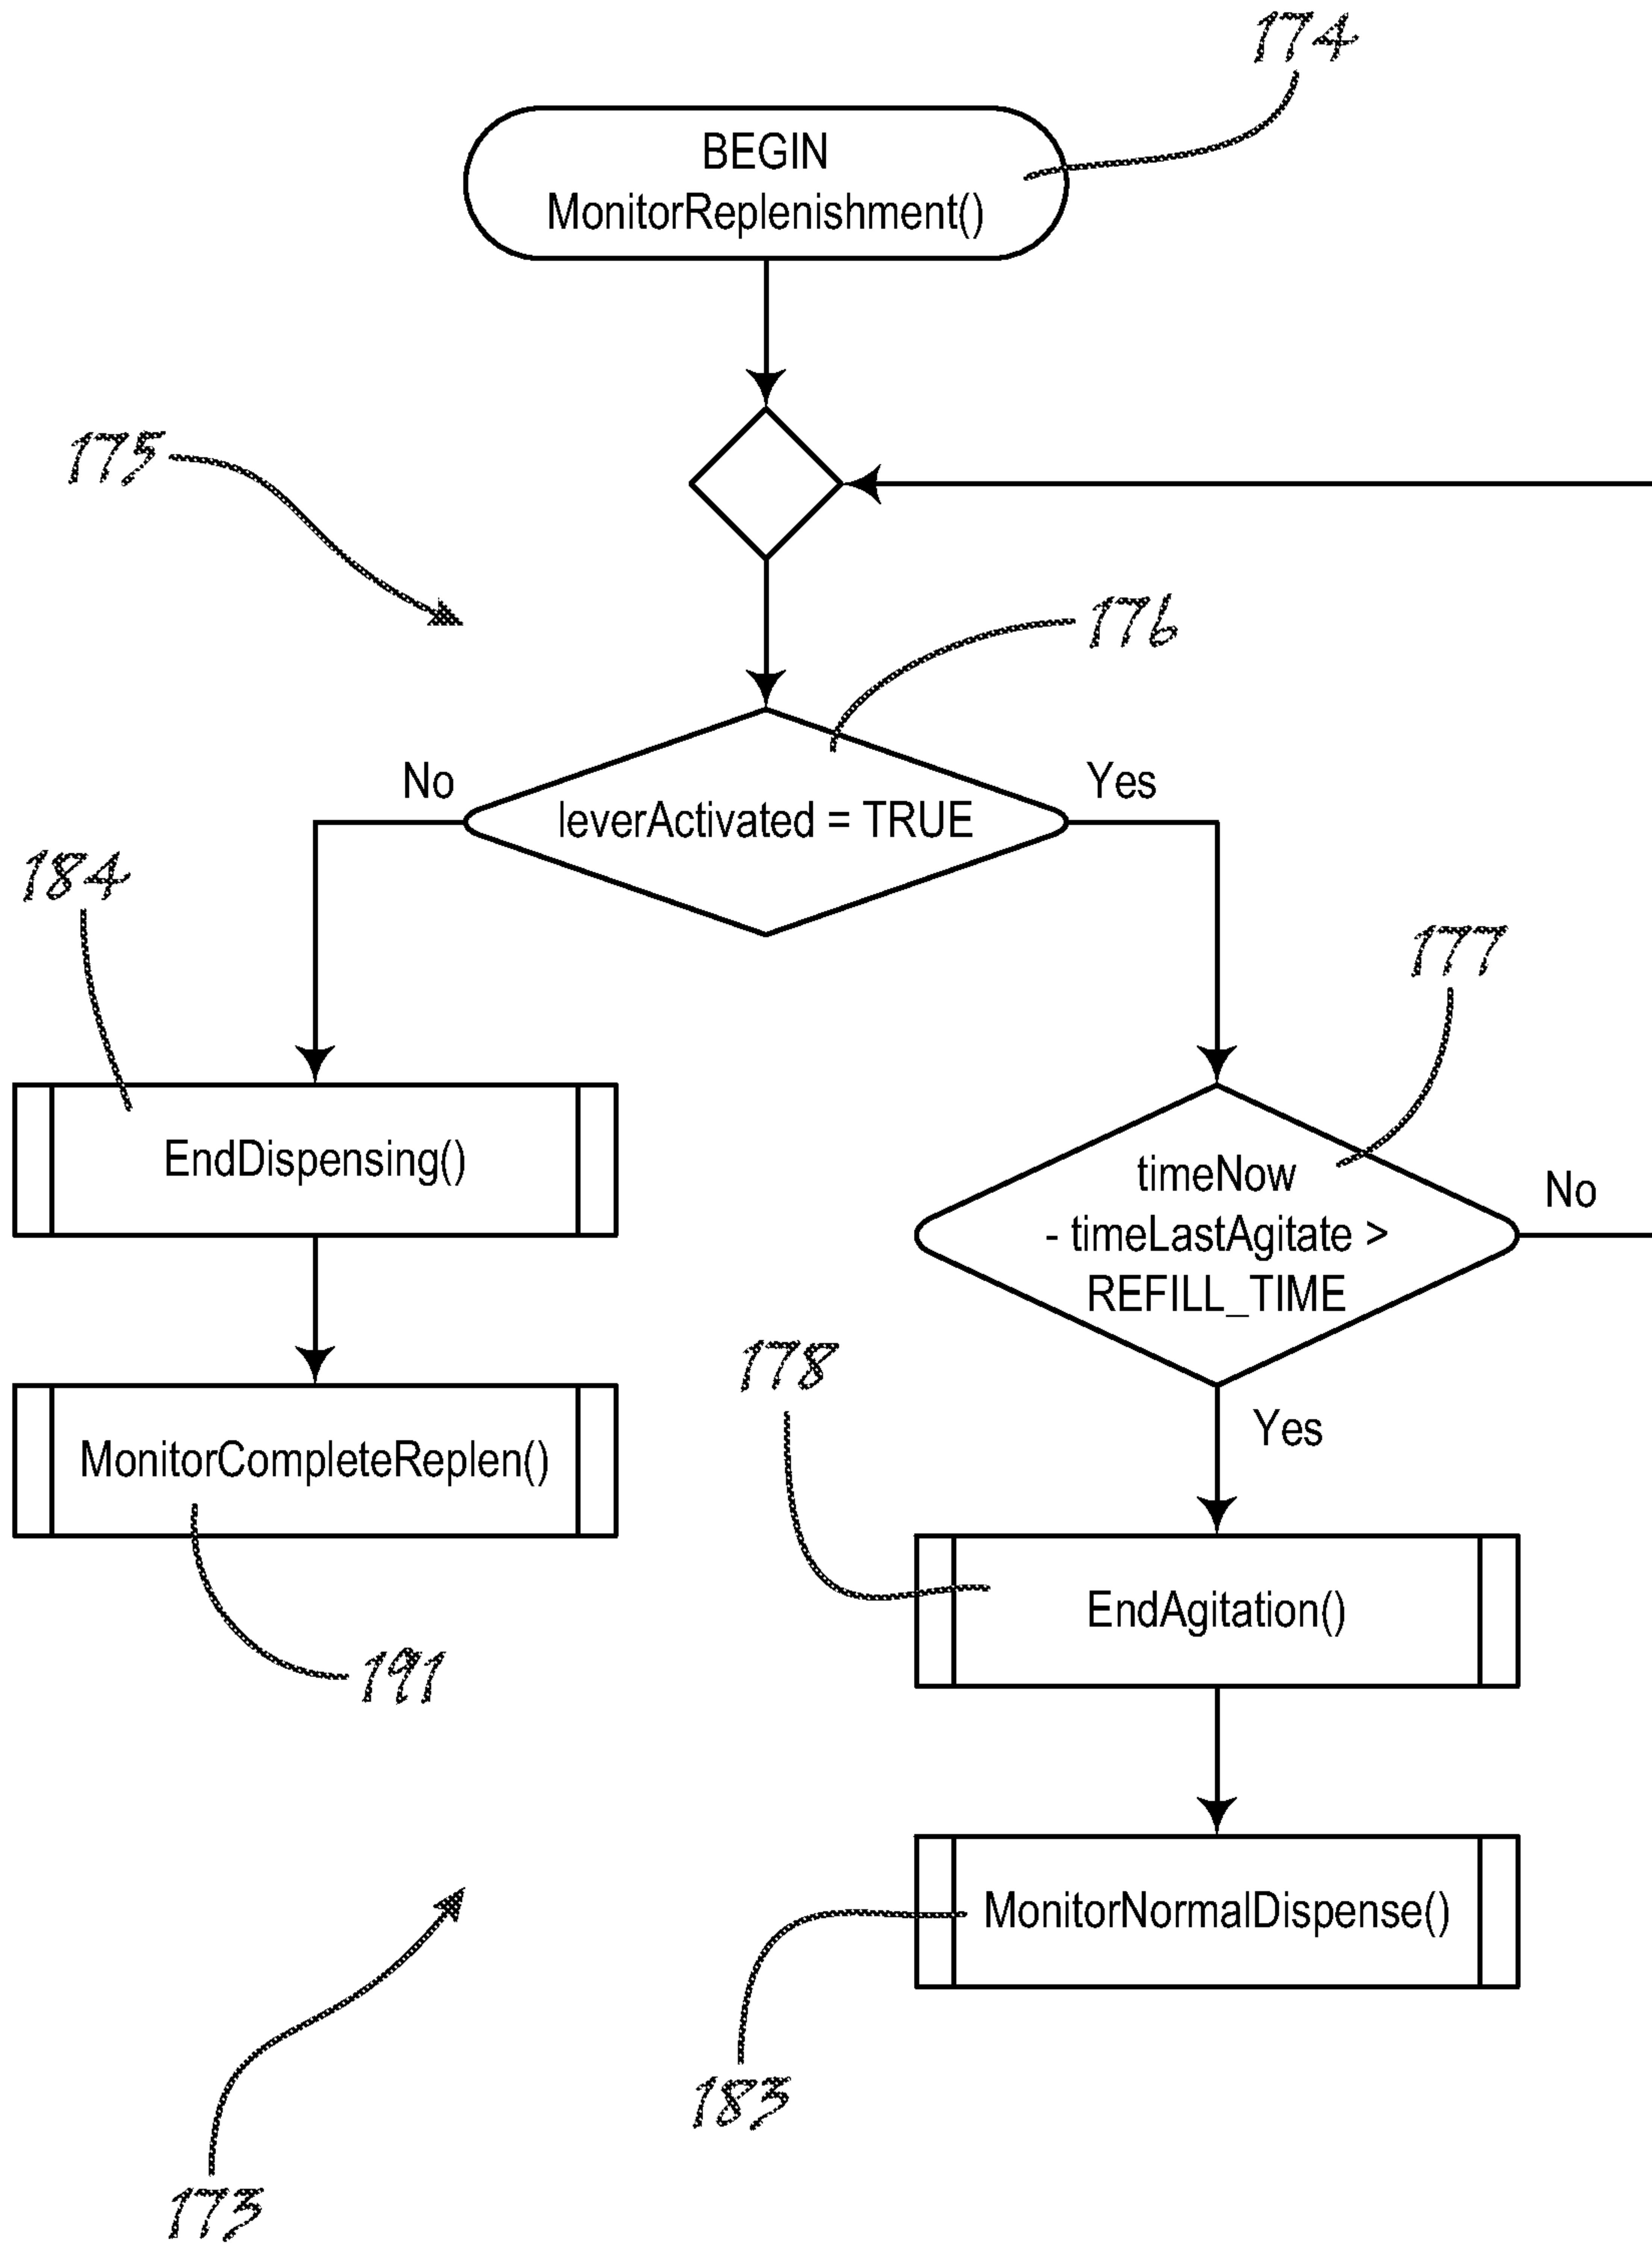 174
BEGIN
MonitorReplenishment()
175
176
No
Yes
leverActivated = TRUE
184
177
EndDispensing()
timeNow
- timeLastAgitate >
REFILL_TIME
No
178
Yes
MonitorCompleteReplen()
EndAgitation()
191
MonitorNormalDispense()
183
173